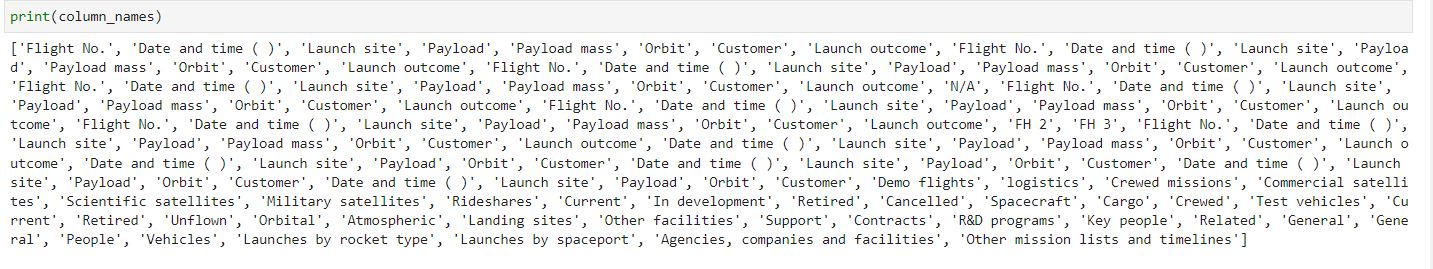 print(column_names)
['Flight No.', 'Date and time ( )', 'Launch site', 'Payload', 'Payload mass', 'Orbit', 'Customer', 'Launch outcome', 'Flight No.', 'Date and time ( )', 'Launch site', 'Payloa
d', 'Payload mass', 'Orbit', 'Customer', 'Launch outcome', 'Flight No.', 'Date and time ( )', 'Launch site', 'Payload', 'Payload mass', 'Orbit', 'Customer', 'Launch outcome',
'Flight No.', 'Date and time ( )', 'Launch site', 'Payload', 'Payload mass', 'Orbit', 'Customer', 'Launch outcome', 'N/A', 'Flight No.', 'Date and time ( )', 'Launch site',
'Payload', 'Payload mass', 'Orbit', 'Customer', 'Launch outcome', 'Flight No.', 'Date and time ( )', 'Launch site', 'Payload', 'Payload mass', 'Orbit', 'Customer', 'Launch ou
tcome', 'Flight No.', 'Date and time ( )', 'Launch site', 'Payload', 'Payload mass', 'Orbit', 'Customer', 'Launch outcome', 'FH 2', 'FH 3', 'Flight No.', 'Date and time ( )',
'Launch site', 'Payload', 'Payload mass', 'Orbit', 'Customer', 'Launch outcome', 'Date and time ( )', 'Launch site', 'Payload', 'Payload mass', 'Orbit', 'Customer', 'Launch o
utcome', 'Date and time ( )', 'Launch site', 'Payload', 'Orbit', 'Customer', 'Date and time ( )', 'Launch site', 'Payload', 'Orbit', 'Customer', 'Date and time ( )', 'Launch
site', 'Payload', 'Orbit', 'Customer', 'Date and time ( )', 'Launch site', 'Payload', 'Orbit', 'Customer', 'Demo flights', 'logistics', 'Crewed missions', 'Commercial satelli
tes', 'Scientific satellites', 'Military satellites', 'Rideshares', 'Current', 'In development', 'Retired', 'Cancelled', 'Spacecraft', 'Cargo', 'Crewed', 'Test vehicles', 'Cu
rrent', 'Retired', 'Unflown', 'Orbital', 'Atmospheric', 'Landing sites', 'Other facilities', 'Support', 'Contracts', 'R&D programs', 'Key people', 'Related', 'General', 'Gene
ral', 'People', 'Vehicles', 'Launches by rocket type', 'Launches by spaceport', 'Agencies, companies and facilities', 'Other mission lists and timelines']